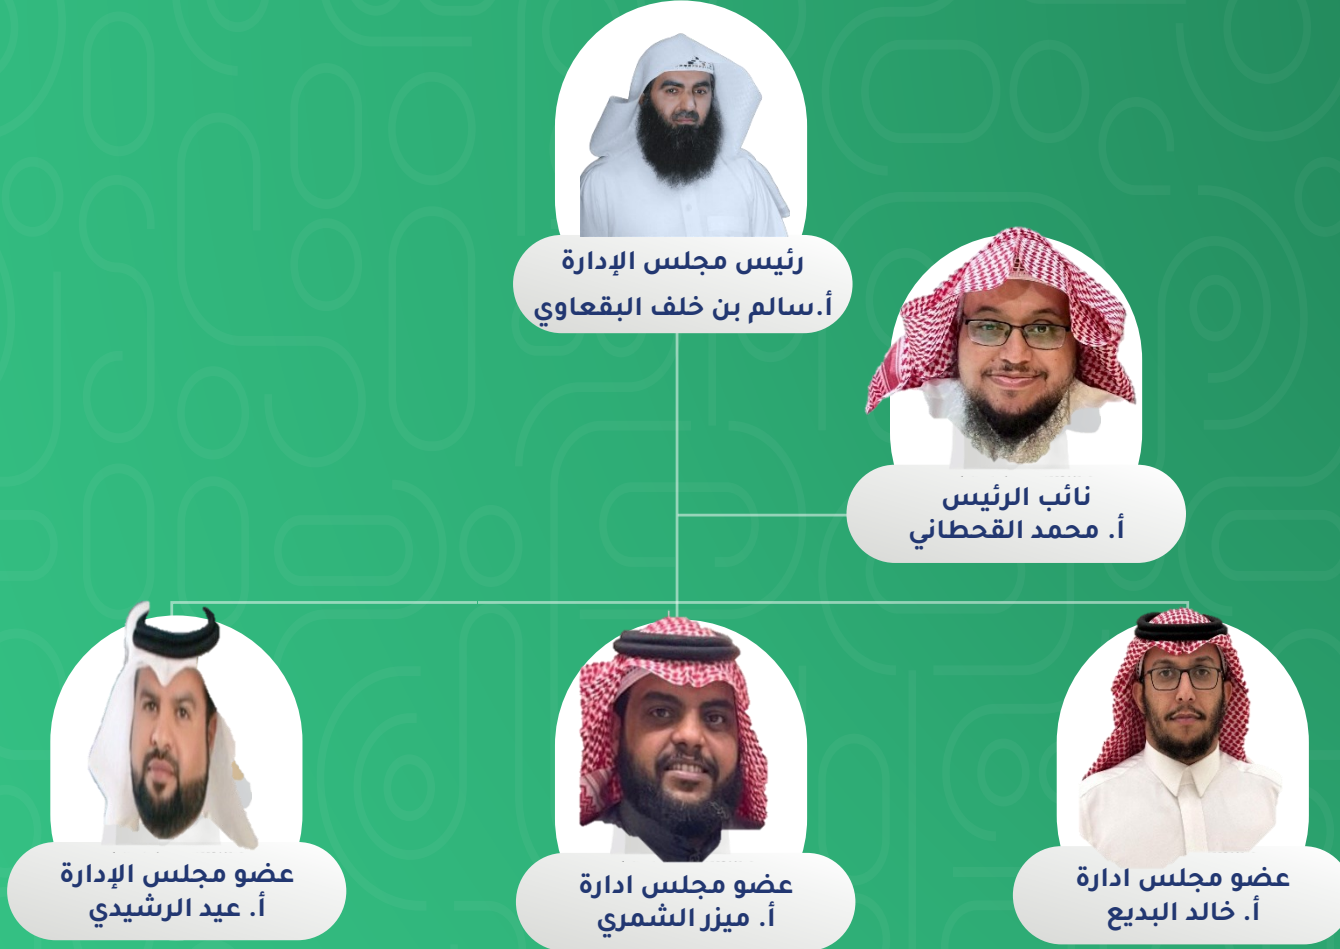 رئيس مجلس الإدارة
أ.سالم بن خلف البقعاوي
نائب الرئيس
أ. محمد القحطاني
عضو مجلس ادارة
أ. خالد البديع
عضو مجلس ادارة
أ. ميزر الشمري
عضو مجلس الإدارة
أ. عيد الرشيدي